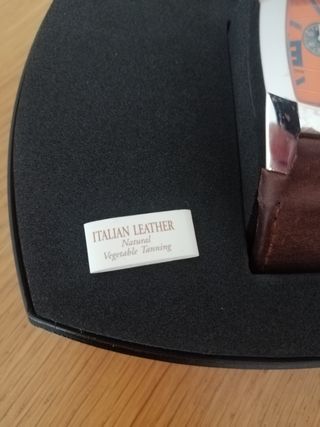 ITALIAN LEATHER
Natural
Vegetable Tanning